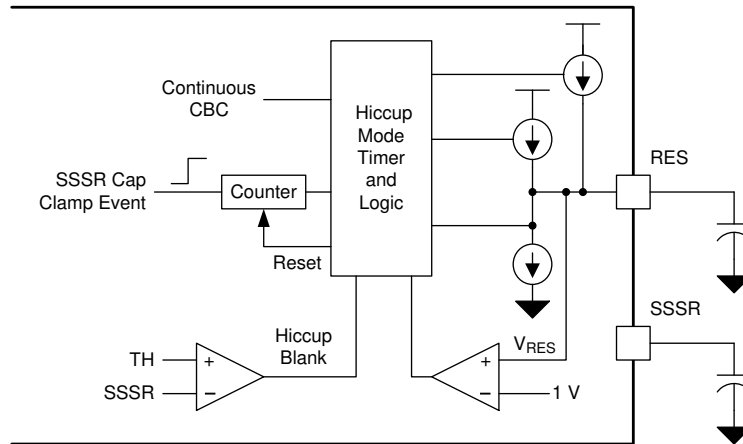 Continuous
CBC
SSSR Cap
Clamp Event
Counter
Reset
Hiccup
Mode
Timer
and
Logic
RES
SSSR
Hiccup
Blank
TH
SSSR
+
−
VRES
1 V
+
−